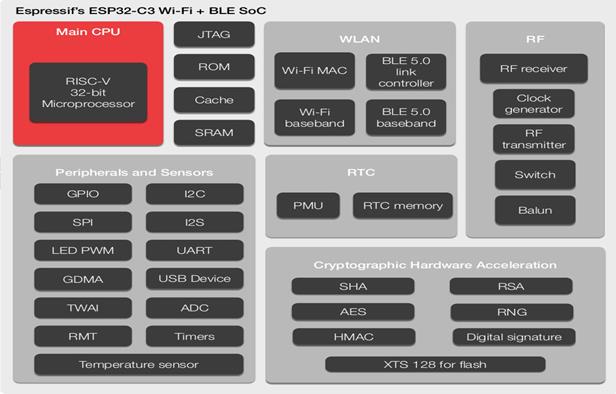 Espressif's ESP32-C3 Wi-Fi + BLE SoC
Main CPU
RISC-V
32-bit
Microprocessor
JTAG
ROM
Cache
SRAM
WLAN
Wi-Fi MAC
BLE 5.0
link
controller
Wi-Fi
baseband
BLE 5.0
baseband
RF
RF receiver
Clock
generator
RF
transmitter
Switch
Balun
Peripherals and Sensors
GPIO
I2C
SPI
I2S
LED PWM
UART
GDMA
USB Device
TWAI
ADC
RMT
Timers
Temperature sensor
RTC
PMU
RTC memory
Cryptographic Hardware Acceleration
SHA
RSA
AES
RNG
HMAC
Digital signature
XTS 128 for flash